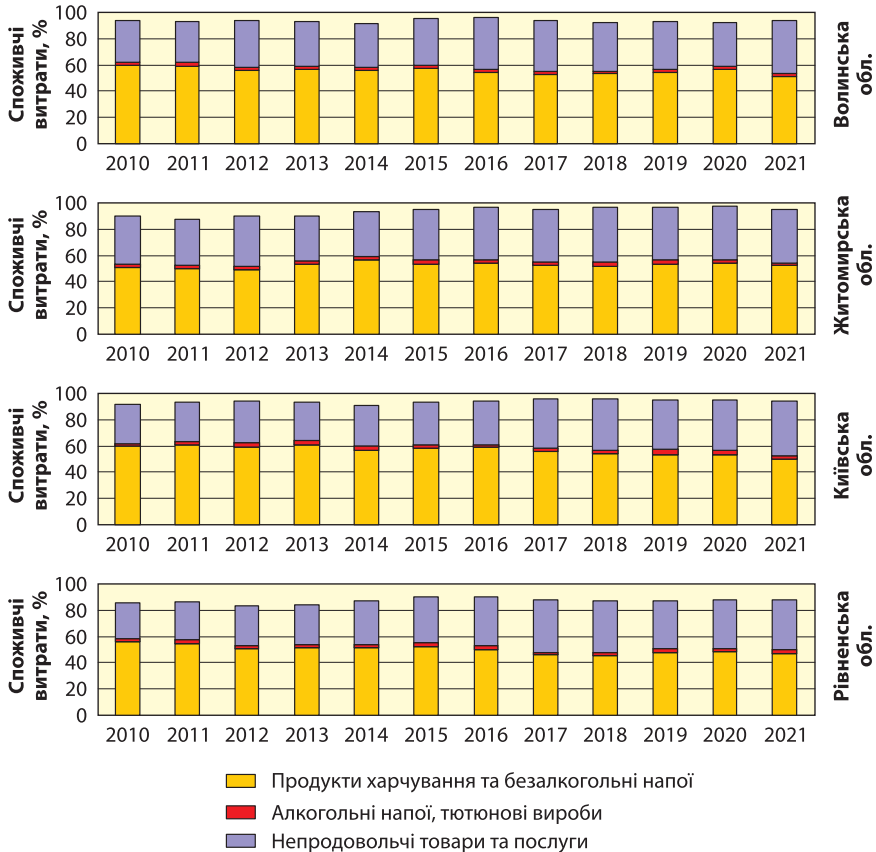 Споживчі
витрати, %
100
80
60
40
20
0
2010 2011 2012 2013 2014 2015 2016 2017 2018 2019 2020 2021
Волинська
обл.
Споживчі
витрати, %
100
80
60
40
20
0
2010 2011 2012 2013 2014 2015 2016 2017 2018 2019 2020 2021
Житомирська
обл.
Споживчі
витрати, %
100
80
60
40
20
0
2010 2011 2012 2013 2014 2015 2016 2017 2018 2019 2020 2021
Київська
обл.
Споживчі
витрати, %
100
80
60
40
20
0
2010 2011 2012 2013 2014 2015 2016 2017 2018 2019 2020 2021
Рівненська
обл.
Продукти харчування та безалкогольні напої
Алкогольні напої, тютюнові вироби
Непродовольчі товари та послуги